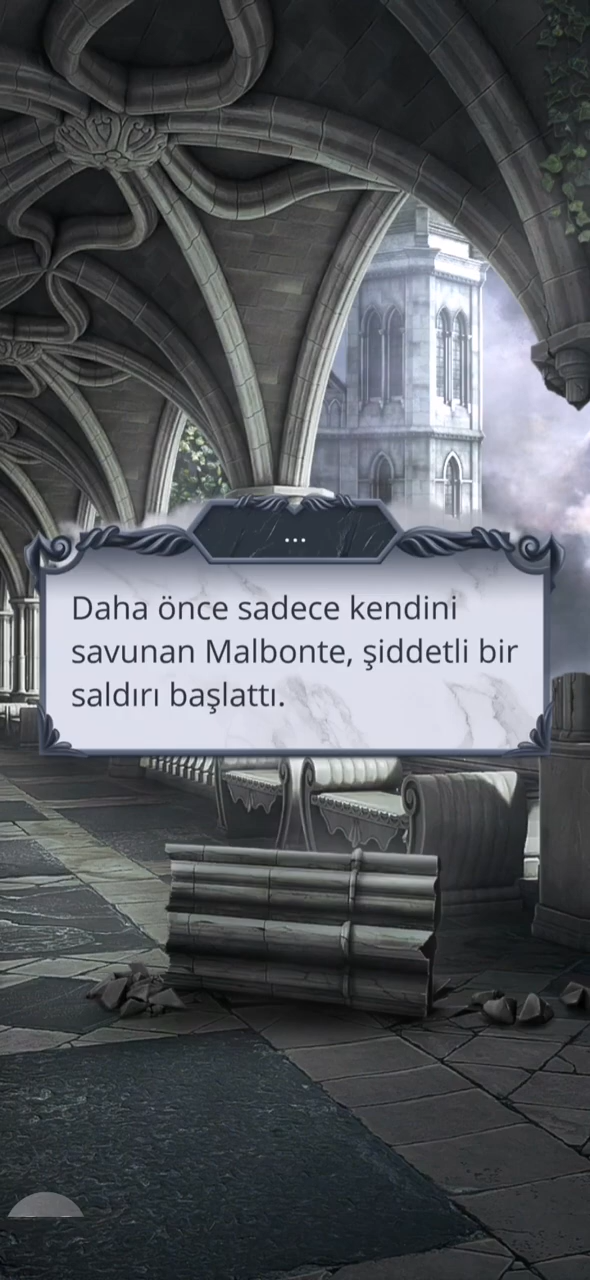 ...
Daha önce sadece kendini
savunan Malbonte, şiddetli bir
saldırı başlattı.